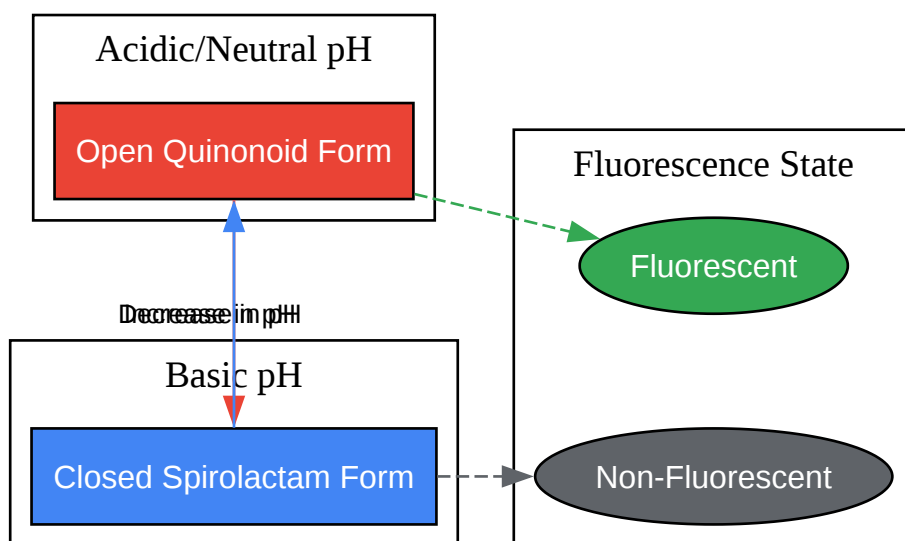 Acidic/Neutral pH
Open Quinonoid Form
Fluorescence State
Fluorescent
Basic pH
Closed Spirolactam Form
Non-Fluorescent